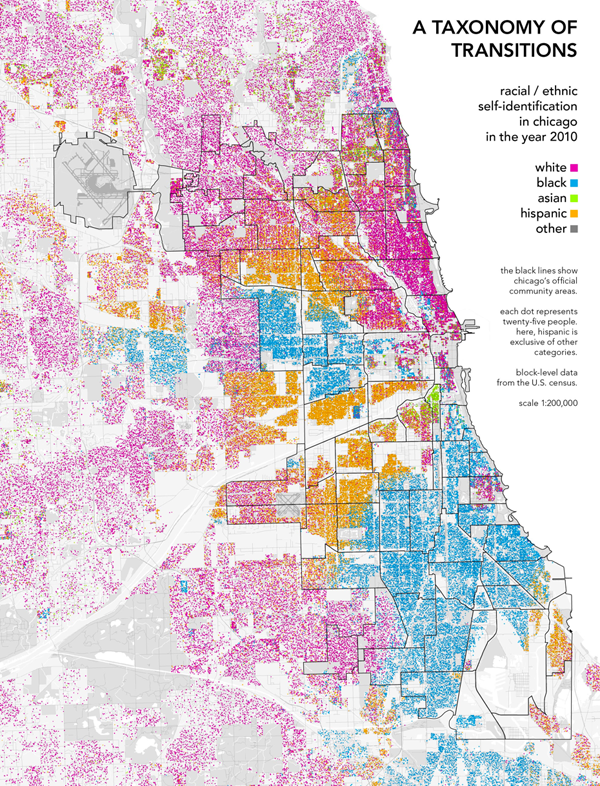 A TAXONOMY OF
TRANSITIONS
racial / ethnic
self-identification
in chicago
in the year 2010
white
black
asian
hispanic
other
the black lines show
chicago's official
community areas.
each dot represents
twenty-five people.
here, hispanic is
exclusive of other
categories.
block-level data
from the U.S. census.
scale 1:200,000